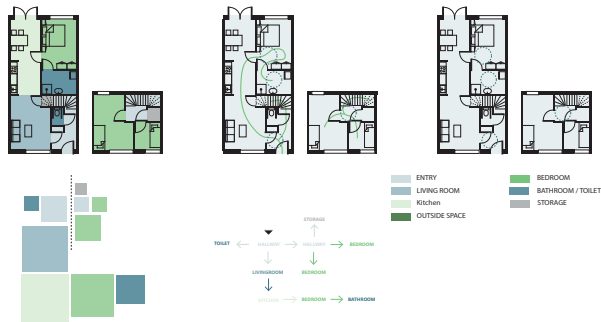 ENTRY
LIVING ROOM
Kitchen
OUTSIDE SPACE
BEDROOM
BATHROOM / TOILET
STORAGE
STORAGE
TOILET HALLWAY HALLWAY BEDROOM
LIVINGROOM BEDROOM
KITCHEN BEDROOM BATHROOM